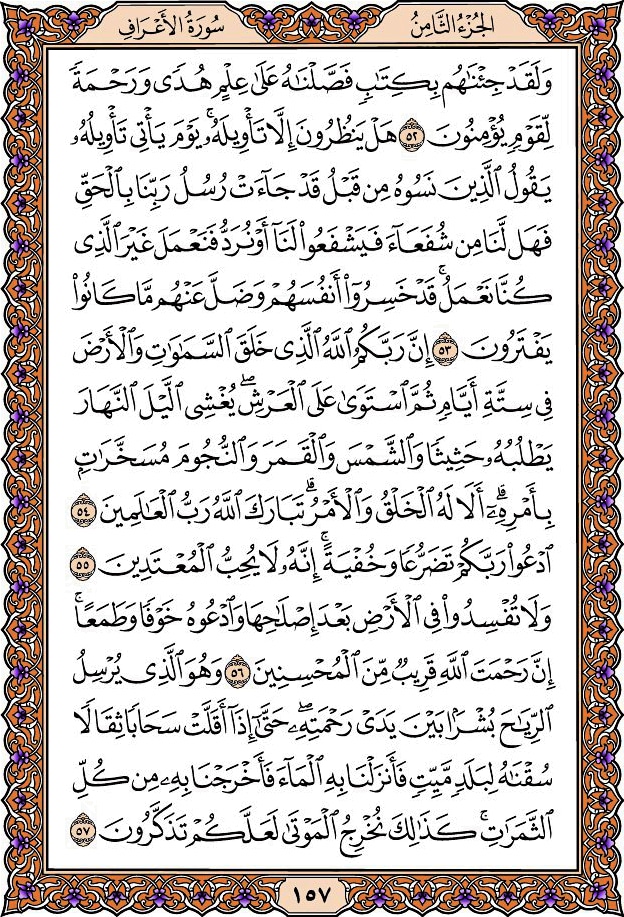 الجُزْءُ الثَّامِنُ
سُورَةُ الأَعْرَافِ
وَلَقَدْ جِئْنَٰهُم بِكِتَٰبٍ فَصَّلْنَٰهُ عَلَىٰ عِلْمٍ هُدًى وَرَحْمَةً
لِّقَوْمٍ يُؤْمِنُونَ ٥٢ هَلْ يَنظُرُونَ إِلَّا تَأْوِيلَهُۥۚ يَوْمَ يَأْتِى تَأْوِيلُهُۥ
يَقُولُ ٱلَّذِينَ نَسُوهُ مِن قَبْلُ قَدْ جَآءَتْ رُسُلُ رَبِّنَا بِٱلْحَقِّ
فَهَل لَّنَا مِن شُفَعَآءَ فَيَشْفَعُوا۟ لَنَآ أَوْ نُرَدُّ فَنَعْمَلَ غَيْرَ ٱلَّذِى
كُنَّا نَعْمَلُۚ قَدْ خَسِرُوٓا۟ أَنفُسَهُمْ وَضَلَّ عَنْهُم مَّا كَانُوا۟
يَفْتَرُونَ ٥٣ إِنَّ رَبَّكُمُ ٱللَّهُ ٱلَّذِى خَلَقَ ٱلسَّمَٰوَٰتِ وَٱلْأَرْضَ
فِى سِتَّةِ أَيَّامٍ ثُمَّ ٱسْتَوَىٰ عَلَى ٱلْعَرْشِۖ يُغْشِى ٱلَّيْلَ ٱلنَّهَارَ
يَطْلُبُهُۥ حَثِيثًا وَٱلشَّمْسَ وَٱلْقَمَرَ وَٱلنُّجُومَ مُسَخَّرَٰتٍۭ
بِأَمْرِهِۦٓۗ أَلَا لَهُ ٱلْخَلْقُ وَٱلْأَمْرُۗ تَبَارَكَ ٱللَّهُ رَبُّ ٱلْعَٰلَمِينَ ٥٤
ٱدْعُوا۟ رَبَّكُمْ تَضَرُّعًا وَخُفْيَةًۚ إِنَّهُۥ لَا يُحِبُّ ٱلْمُعْتَدِينَ ٥٥
وَلَا تُفْسِدُوا۟ فِى ٱلْأَرْضِ بَعْدَ إِصْلَٰحِهَا وَٱدْعُوهُ خَوْفًا وَطَمَعًاۚ
إِنَّ رَحْمَتَ ٱللَّهِ قَرِيبٌ مِّنَ ٱلْمُحْسِنِينَ ٥٦ وَهُوَ ٱلَّذِى يُرْسِلُ
ٱلرِّيَٰحَ بُشْرًۢا بَيْنَ يَدَىْ رَحْمَتِهِۦۖ حَتَّىٰٓ إِذَآ أَقَلَّتْ سَحَابًا ثِقَالًا
سُقْنَٰهُ لِبَلَدٍ مَّيِّتٍ فَأَنزَلْنَا بِهِ ٱلْمَآءَ فَأَخْرَجْنَا بِهِۦ مِن كُلِّ
ٱلثَّمَرَٰتِۚ كَذَٰلِكَ نُخْرِجُ ٱلْمَوْتَىٰ لَعَلَّكُمْ تَذَكَّرُونَ ٥٧
١٥٧